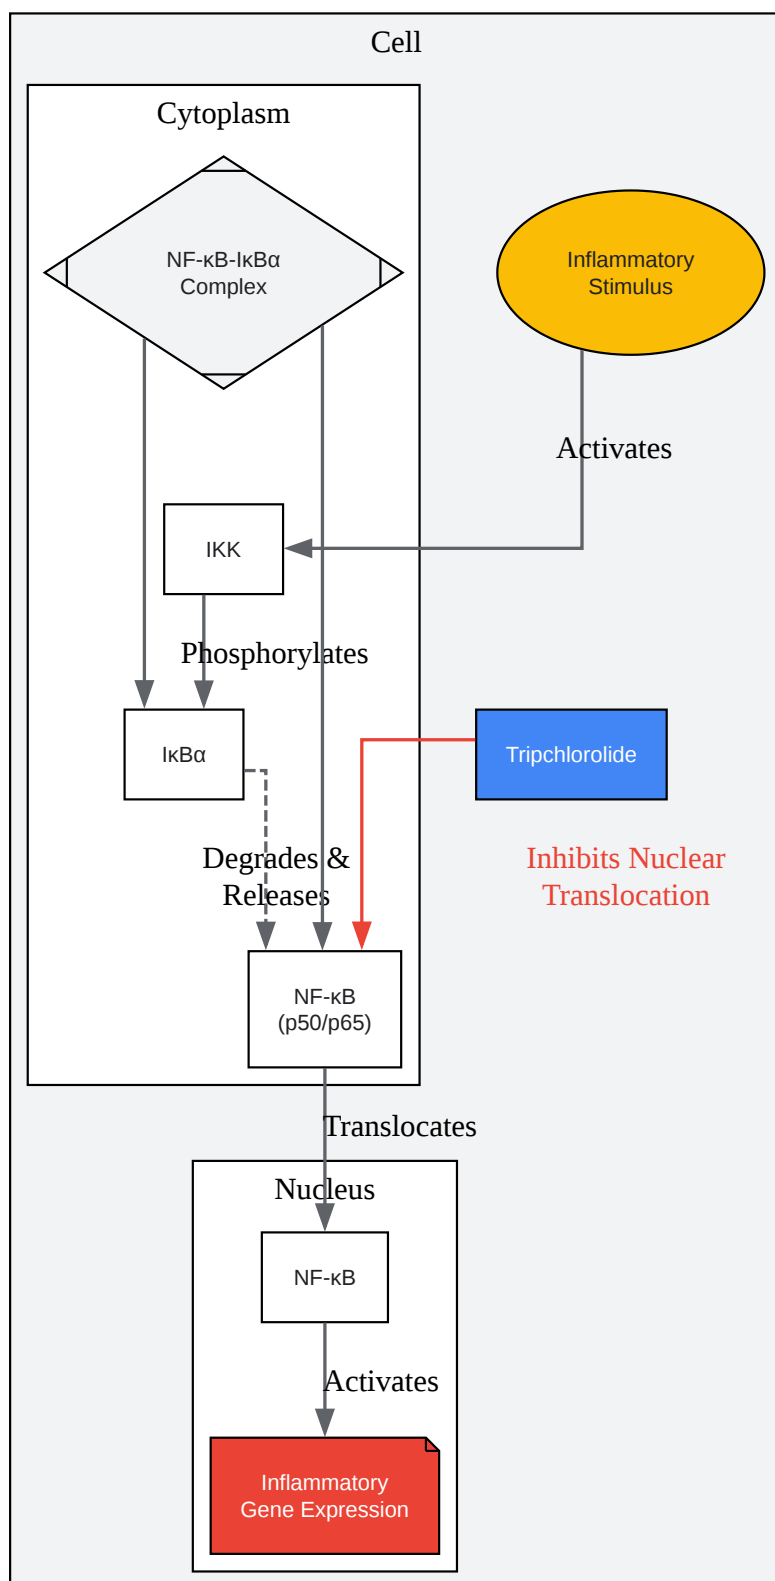 Cell
Cytoplasm
NF-κB-IκBα
Complex
Inflammatory
Stimulus
Activates
IKK
Phosphorylates
IκBα
Tripchlorolide
Degrades &
Releases
Inhibits Nuclear
Translocation
NF-κB
(p50/p65)
Translocates
Nucleus
NF-κB
Activates
Inflammatory
Gene Expression